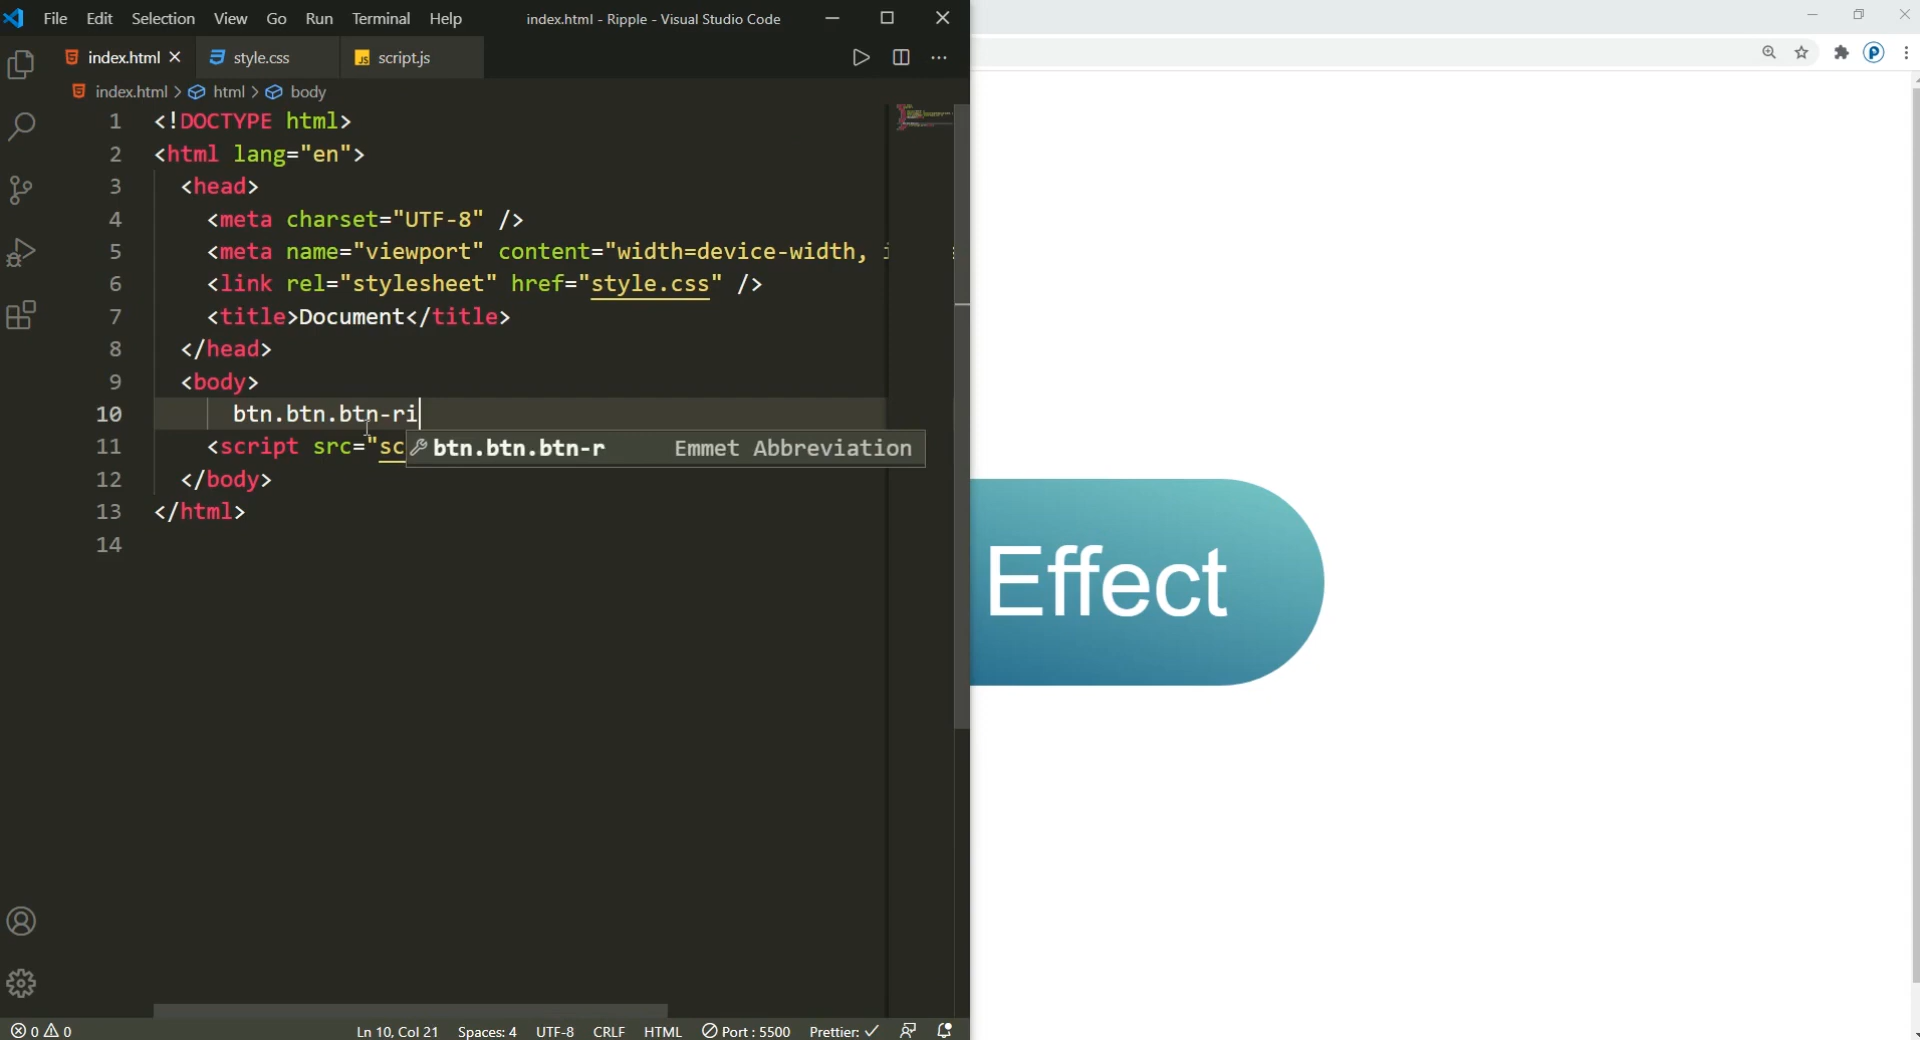 File Edit Selection View Go Run Terminal Help index.html - Ripple - Visual Studio Code
index.html style.css JS script.js
index.html > html > body
1 <!DOCTYPE html>
2 <html lang="en">
3 <head>
4 <meta charset="UTF-8" />
5 <meta name="viewport" content="width=device-width, i
6 <link rel="stylesheet" href="style.css" />
7 <title>Document</title>
8 </head>
9 <body>
10 btn.btn.btn-ri
11 <script src="sc
btn.btn.btn-r Emmet Abbreviation
12 </body>
13 </html>
14
Effect
0 0 Ln 10, Col 21 Spaces: 4 UTF-8 CRLF HTML Port : 5500 Prettier: ✓